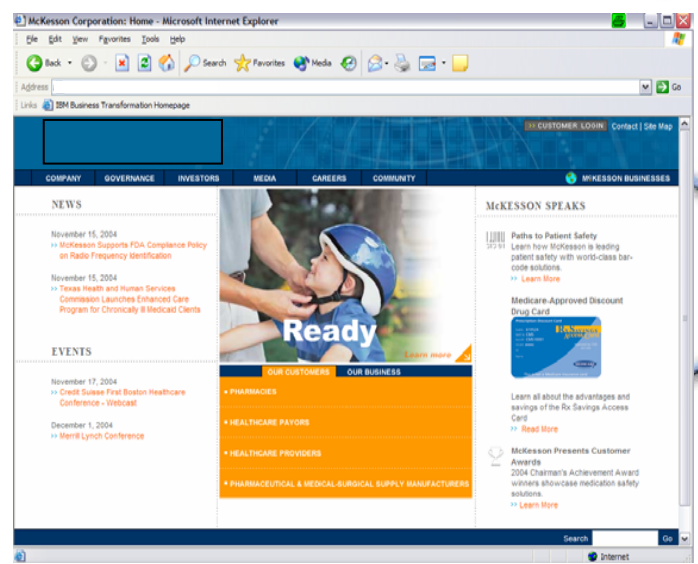 McKesson Corporation: Home - Microsoft Internet Explorer
File Edit View Favorites Tools Help
Back Search Favorites Media
Address Go
Links IBM Business Transformation Homepage
>> CUSTOMER LOGIN Contact | Site Map
COMPANY GOVERNANCE INVESTORS MEDIA CAREERS COMMUNITY McKESSON BUSINESSES
NEWS
November 15, 2004
>> McKesson Supports FDA Compliance Policy
on Radio Frequency Identification
November 15, 2004
>> Texas Health and Human Services
Commission Launches Enhanced Care
Program for Chronically Ill Medicaid Clients
EVENTS
November 17, 2004
>> Credit Suisse First Boston Healthcare
Conference - Webcast
December 1, 2004
>> Merrill Lynch Conference
Ready
Learn more
OUR CUSTOMERS OUR BUSINESS
PHARMACIES
HEALTHCARE PAYORS
HEALTHCARE PROVIDERS
PHARMACEUTICAL & MEDICAL-SURGICAL SUPPLY MANUFACTURERS
McKESSON SPEAKS
Paths to Patient Safety
Learn how McKesson is leading
patient safety with world-class bar-
code solutions.
>> Learn More
Medicare-Approved Discount
Drug Card
Learn all about the advantages and
savings of the Rx Savings Access
Card
>> Read More
McKesson Presents Customer
Awards
2004 Chairman's Achievement Award
winners showcase medication safety
solutions.
>> Learn More
Search Go
Internet